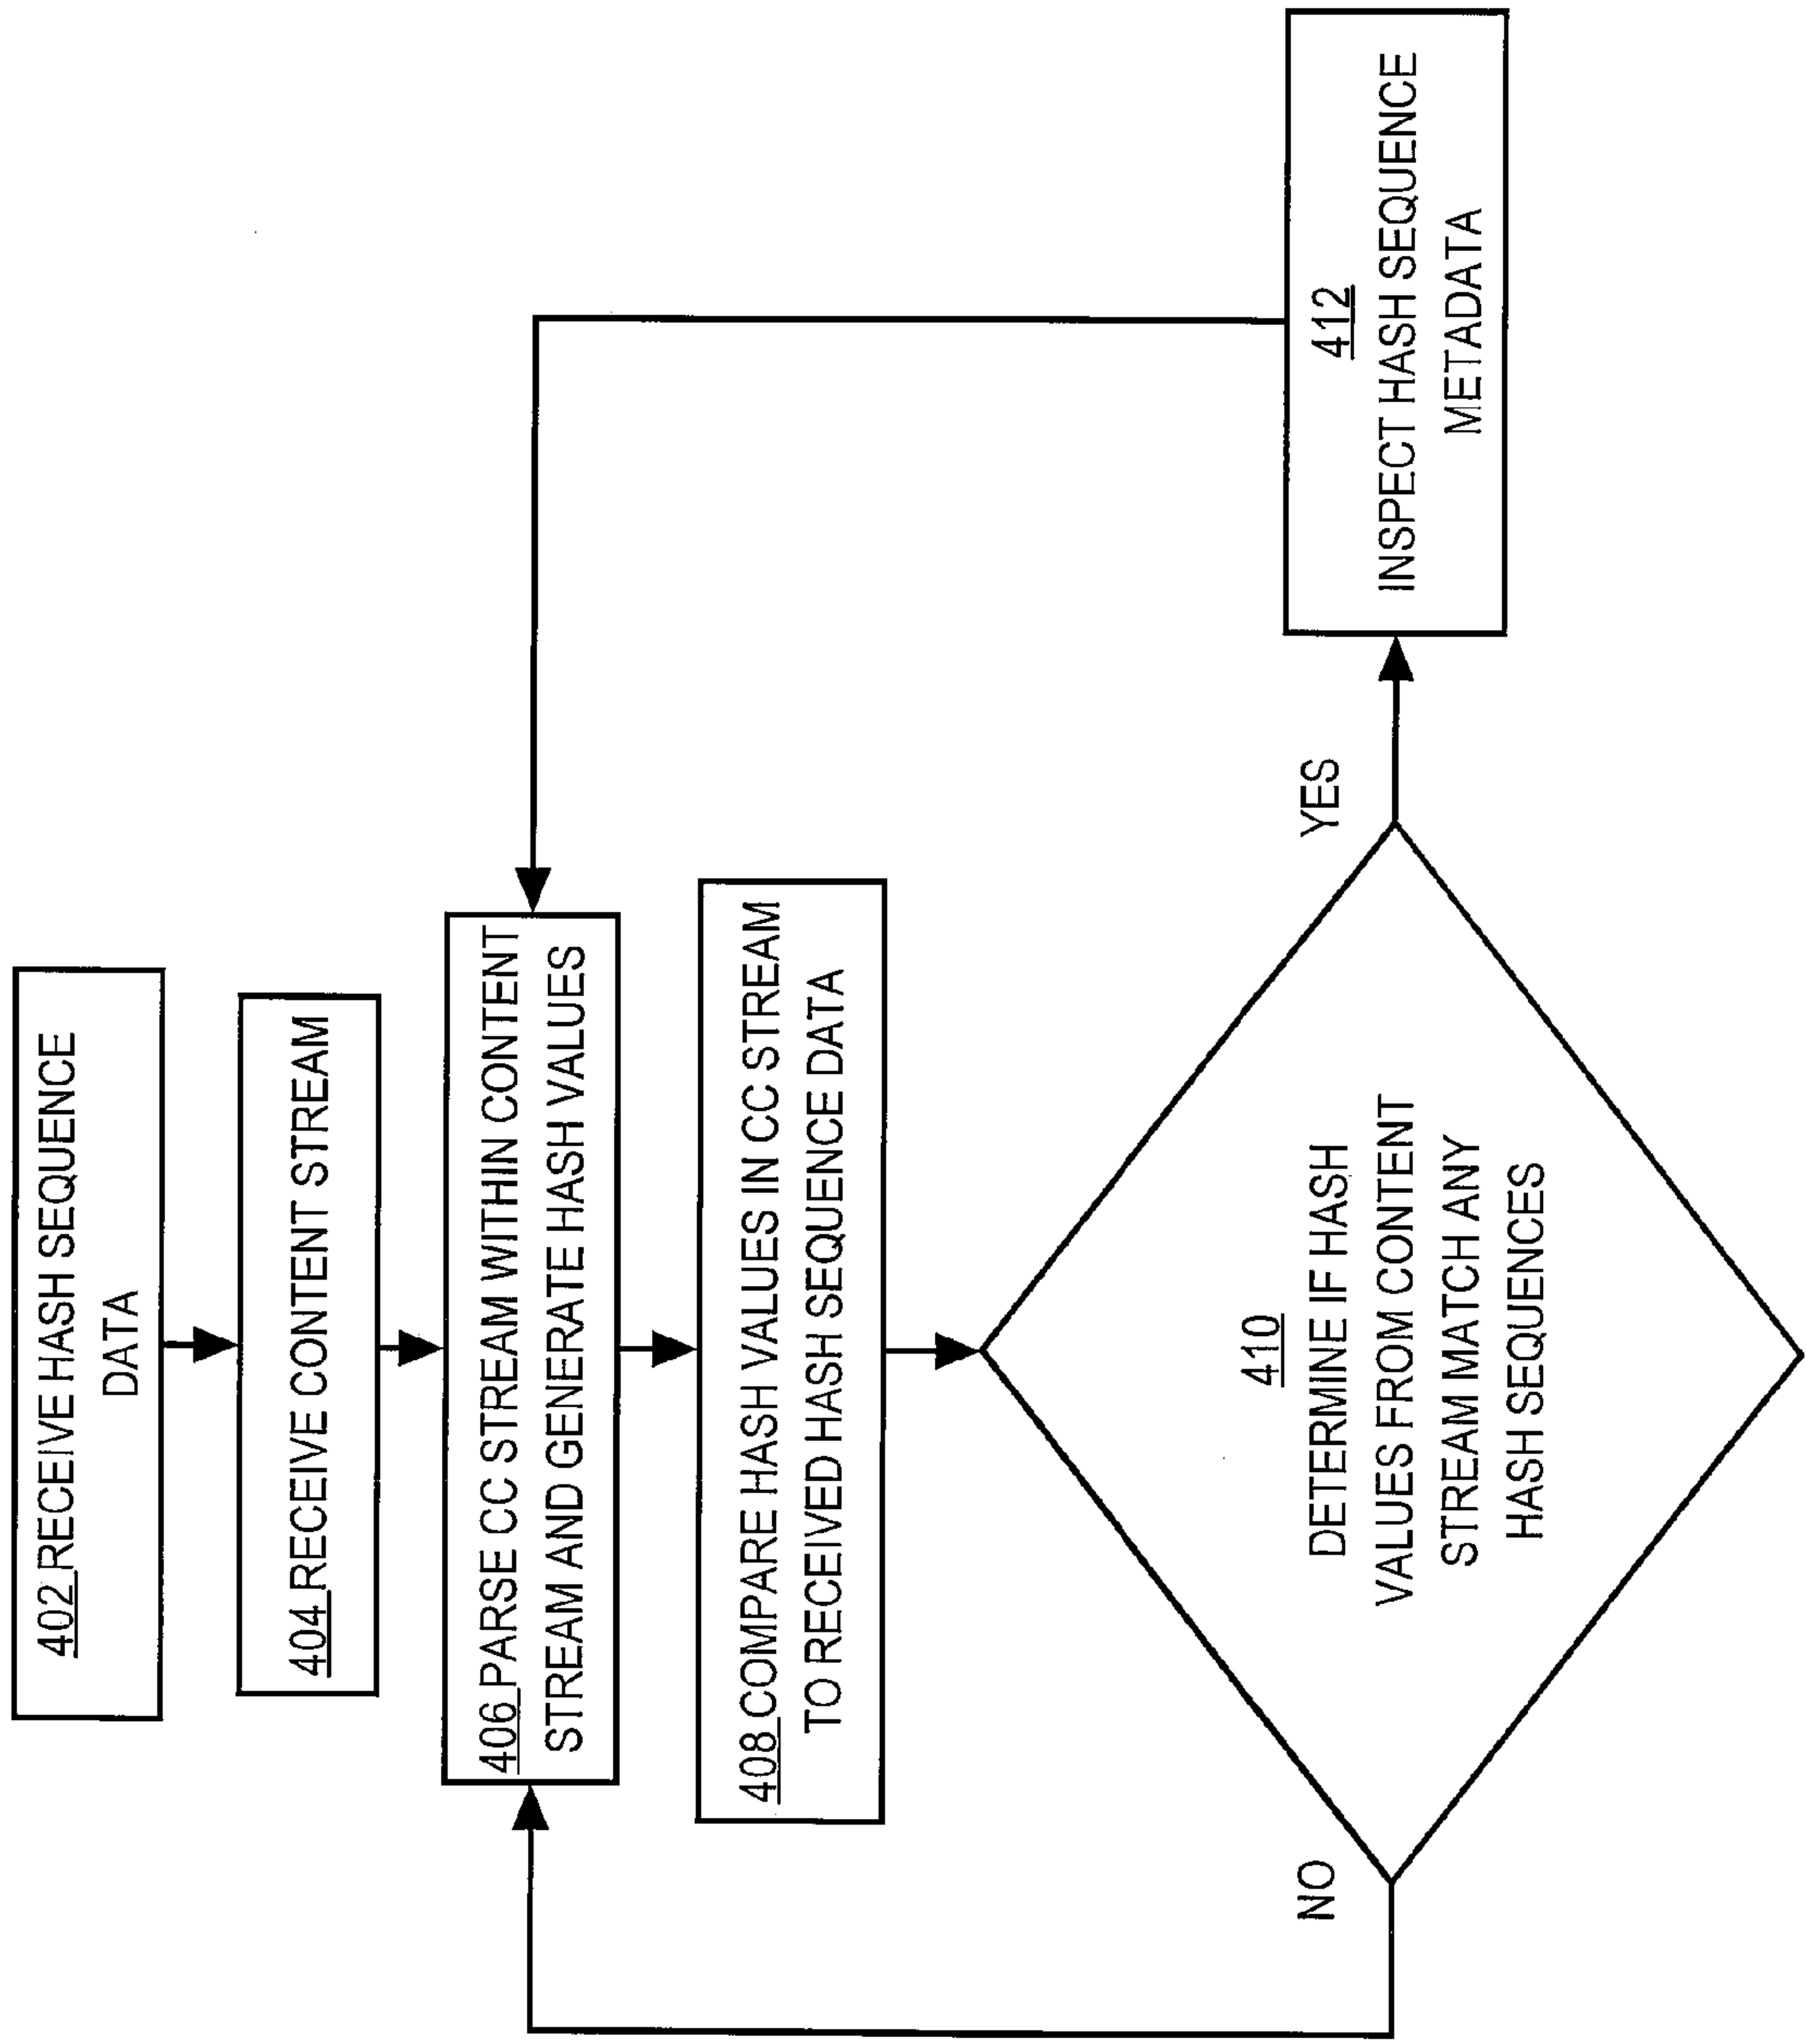 402 RECEIVE HASH SEQUENCE
DATA
404 RECEIVE CONTENT STREAM
406 PARSE CC STREAM WITHIN CONTENT
STREAM AND GENERATE HASH VALUES
408 COMPARE HASH VALUES IN CC STREAM
TO RECEIVED HASH SEQUENCE DATA
410
DETERMINE IF HASH
VALUES FROM CONTENT
STREAM MATCH ANY
HASH SEQUENCES
NO
YES
412
INSPECT HASH SEQUENCE
METADATA